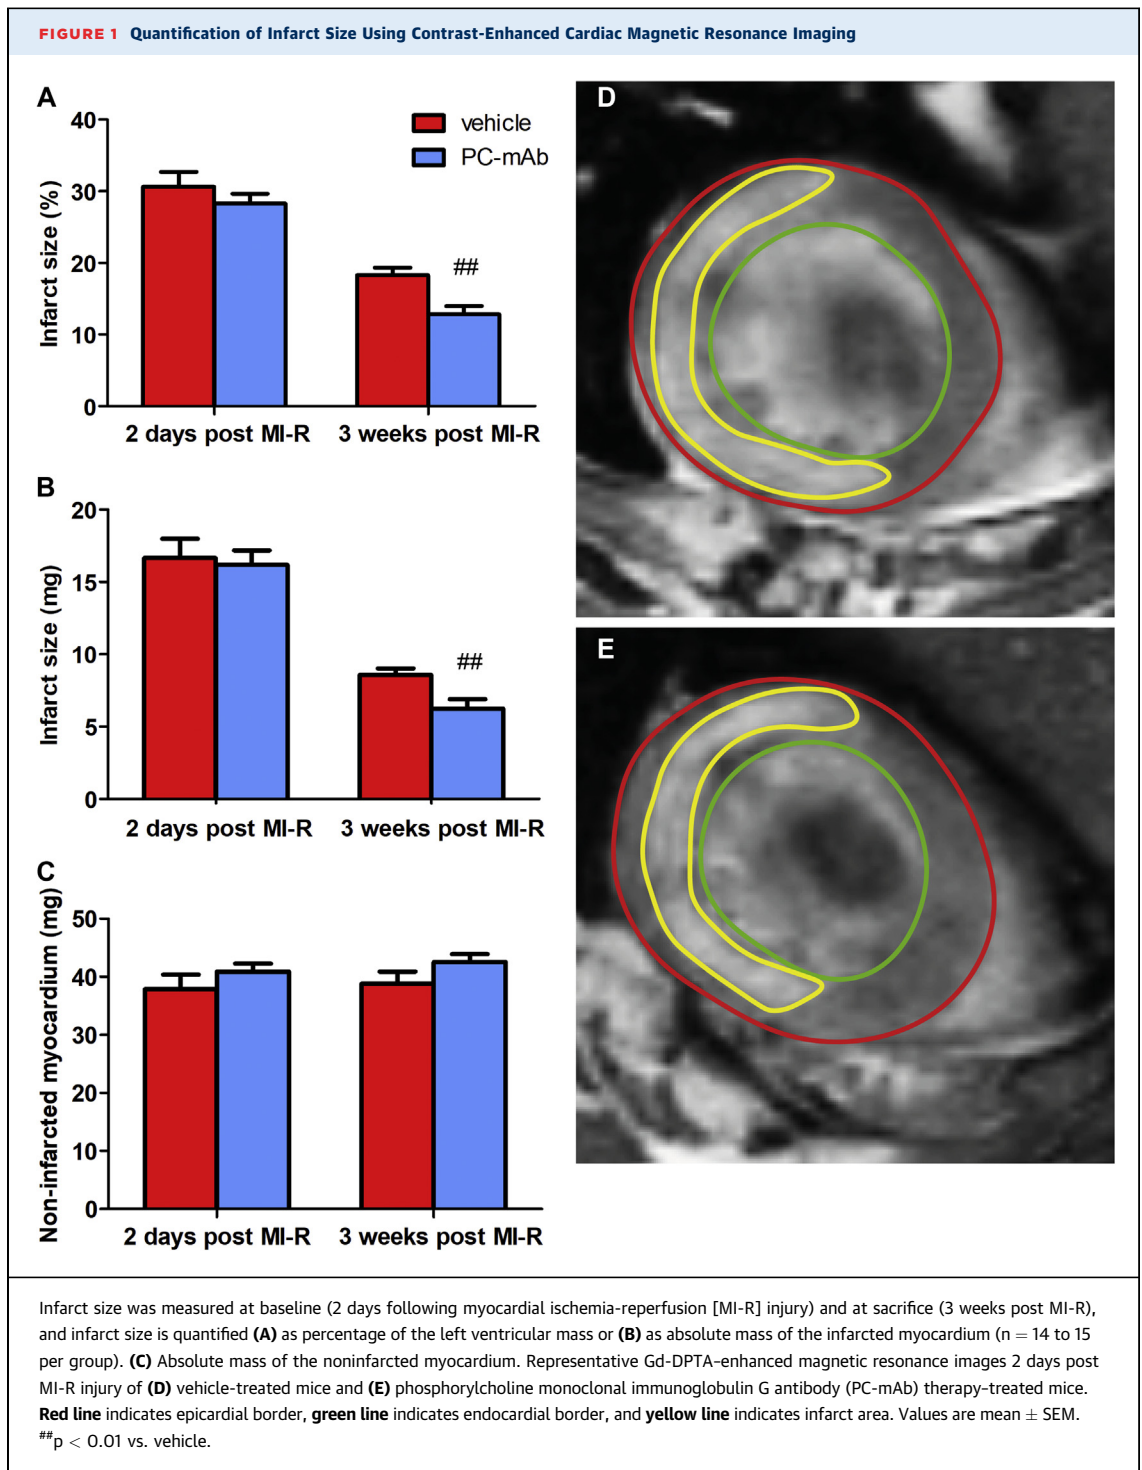 FIGURE 1 Quantification of Infarct Size Using Contrast-Enhanced Cardiac Magnetic Resonance Imaging
A
40
30
20
10
0
Infarct size (%)
vehicle
PC-mAb
##
2 days post MI-R 3 weeks post MI-R
B
20
15
10
5
0
Infarct size (mg)
##
2 days post MI-R 3 weeks post MI-R
C
50
40
30
20
10
0
Non-infarcted myocardium (mg)
2 days post MI-R 3 weeks post MI-R
D
E
Infarct size was measured at baseline (2 days following myocardial ischemia-reperfusion [MI-R] injury) and at sacrifice (3 weeks post MI-R),
and infarct size is quantified (A) as percentage of the left ventricular mass or (B) as absolute mass of the infarcted myocardium (n = 14 to 15
per group). (C) Absolute mass of the noninfarcted myocardium. Representative Gd-DPTA–enhanced magnetic resonance images 2 days post
MI-R injury of (D) vehicle-treated mice and (E) phosphorylcholine monoclonal immunoglobulin G antibody (PC-mAb) therapy–treated mice.
Red line indicates epicardial border, green line indicates endocardial border, and yellow line indicates infarct area. Values are mean ± SEM.
##p < 0.01 vs. vehicle.